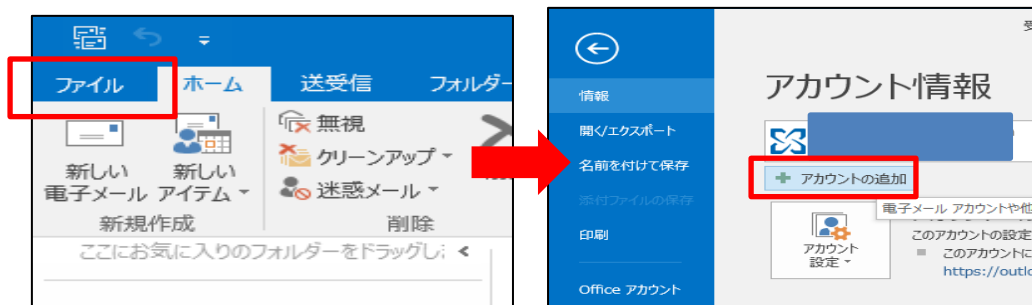 ファイル
ホーム
送受信
フォルダー
新しい
電子メール
新しい
アイテム
無視
クリーンアップ
迷惑メール
新規作成
削除
ここにお気に入りのフォルダーをドラッグし
情報
開く/エクスポート
名前を付けて保存
添付ファイルの保存
印刷
Office アカウント
アカウント情報
アカウントの追加
電子メール アカウントや他
アカウント
設定
このアカウントの設定
このアカウントに
https://outlo